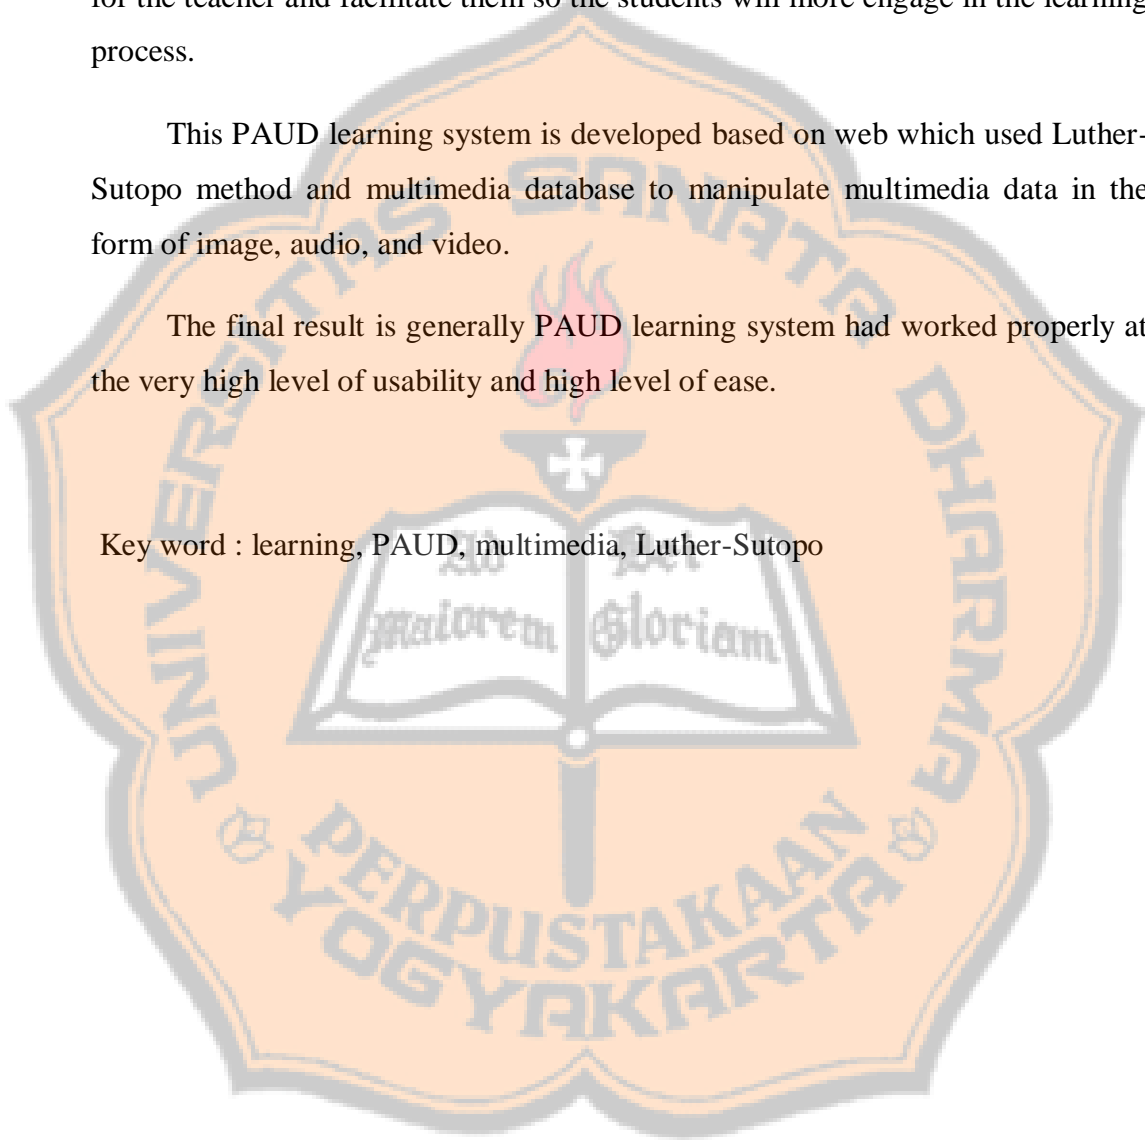 for the teacher and facilitate them so the students will more engage in the learning
process.
This PAUD learning system is developed based on web which used Luther-
Sutopo method and multimedia database to manipulate multimedia data in the
form of image, audio, and video.
The final result is generally PAUD learning system had worked properly at
the very high level of usability and high level of ease.
Key word : learning, PAUD, multimedia, Luther-Sutopo
UNIVERSITAS SANATA DHARMA
Ad Dei
Maiorem Gloriam
PERPUSTAKAAN
YOGYAKARTA